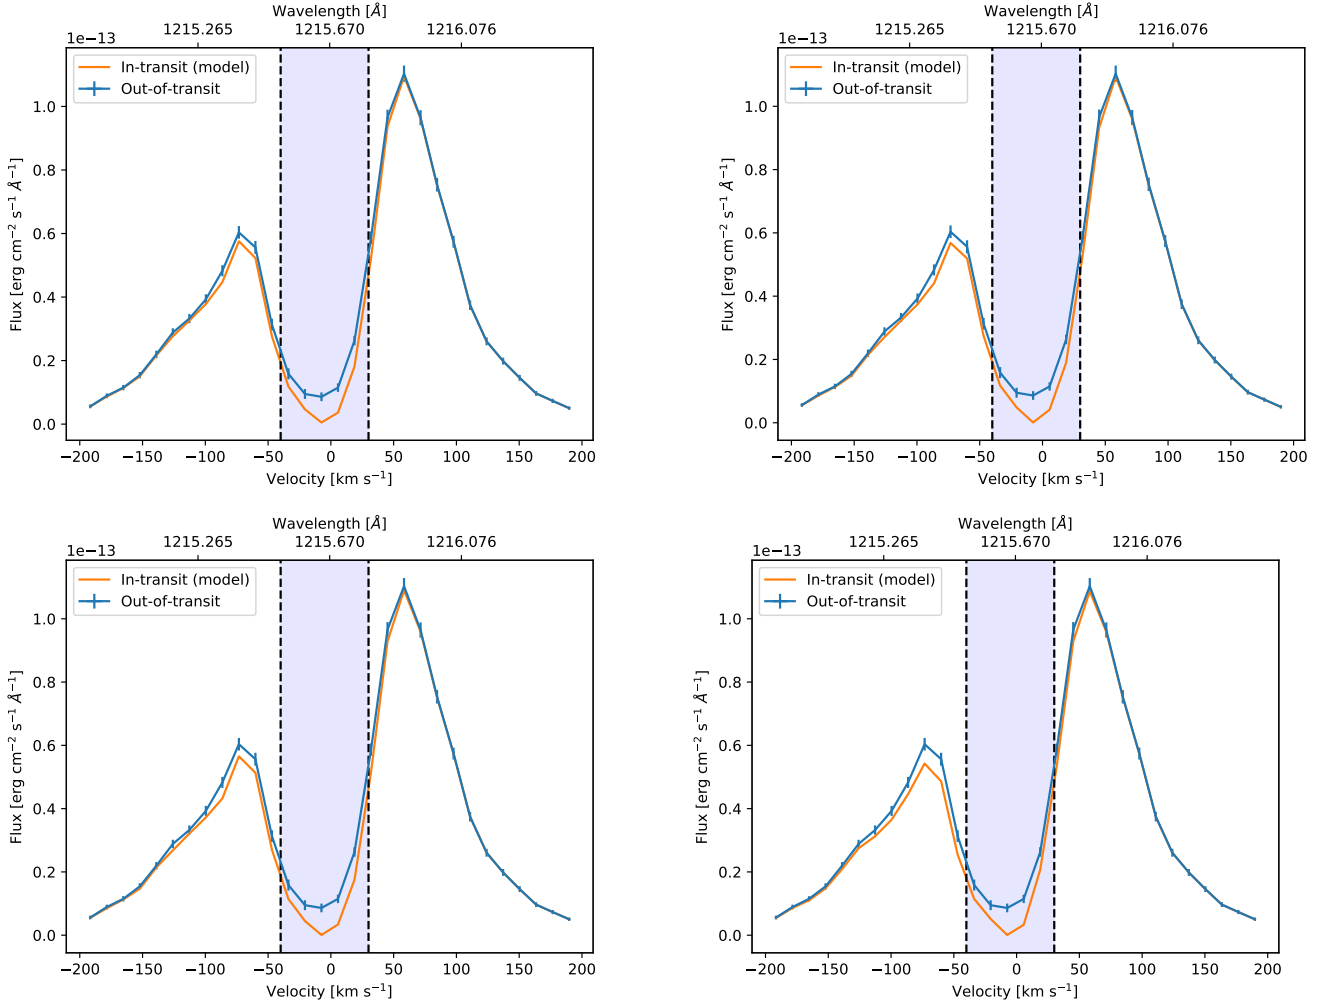 Wavelength [Å]
1215.265 1215.670 1216.076
1e−13
In-transit (model)
Out-of-transit
1.0
0.8
0.6
0.4
0.2
0.0
Flux [erg cm⁻² s⁻¹ Å⁻¹]
−200 −150 −100 −50 0 50 100 150 200
Velocity [km s⁻¹]
Wavelength [Å]
1215.265 1215.670 1216.076
1e−13
In-transit (model)
Out-of-transit
1.0
0.8
0.6
0.4
0.2
0.0
Flux [erg cm⁻² s⁻¹ Å⁻¹]
−200 −150 −100 −50 0 50 100 150 200
Velocity [km s⁻¹]
Wavelength [Å]
1215.265 1215.670 1216.076
1e−13
In-transit (model)
Out-of-transit
1.0
0.8
0.6
0.4
0.2
0.0
Flux [erg cm⁻² s⁻¹ Å⁻¹]
−200 −150 −100 −50 0 50 100 150 200
Velocity [km s⁻¹]
Wavelength [Å]
1215.265 1215.670 1216.076
1e−13
In-transit (model)
Out-of-transit
1.0
0.8
0.6
0.4
0.2
0.0
Flux [erg cm⁻² s⁻¹ Å⁻¹]
−200 −150 −100 −50 0 50 100 150 200
Velocity [km s⁻¹]